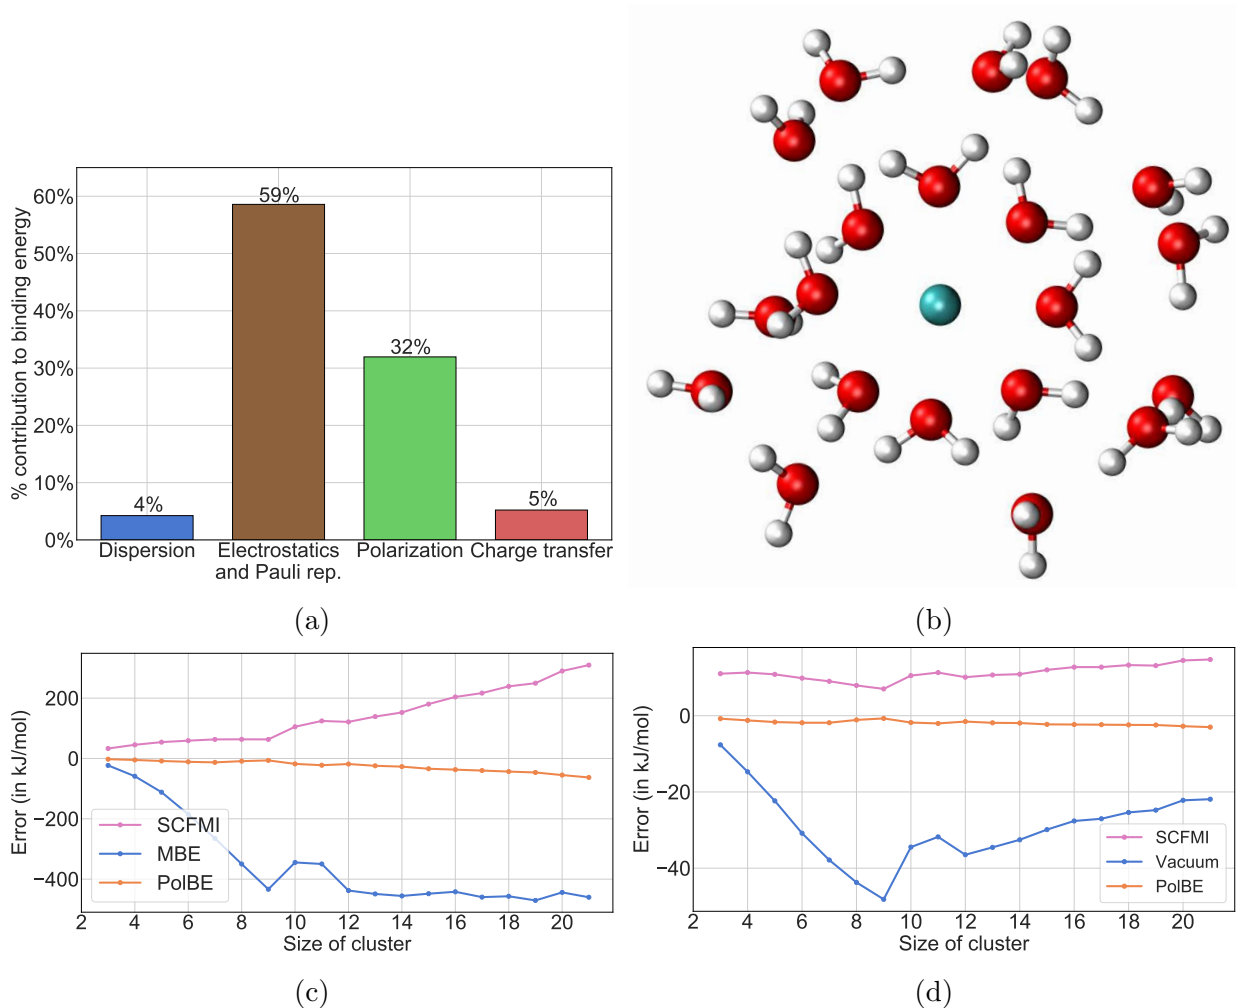 % contribution to binding energy
60%
50%
40%
30%
20%
10%
0%
4%
59%
32%
5%
Dispersion
Electrostatics
and Pauli rep.
Polarization
Charge transfer
(a)
(b)
Error (in kJ/mol)
200
0
−200
−400
SCFMI
MBE
PolBE
2 4 6 8 10 12 14 16 18 20
Size of cluster
(c)
Error (in kJ/mol)
0
−20
−40
SCFMI
Vacuum
PolBE
2 4 6 8 10 12 14 16 18 20
Size of cluster
(d)